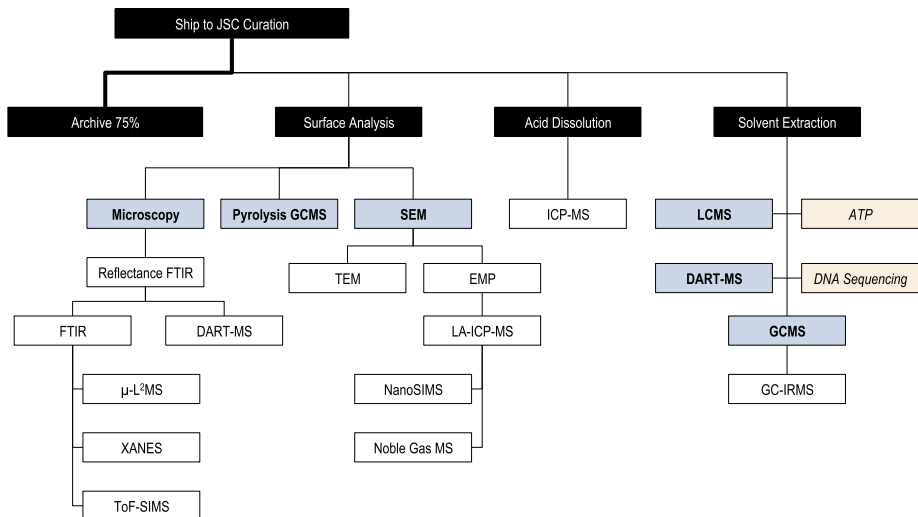 Ship to JSC Curation
Archive 75%
Surface Analysis
Acid Dissolution
Solvent Extraction
Microscopy
Pyrolysis GCMS
SEM
ICP-MS
LCMS
ATP
Reflectance FTIR
TEM
EMP
DART-MS
DNA Sequencing
FTIR
DART-MS
LA-ICP-MS
GCMS
µ-L²MS
NanoSIMS
GC-IRMS
XANES
Noble Gas MS
ToF-SIMS